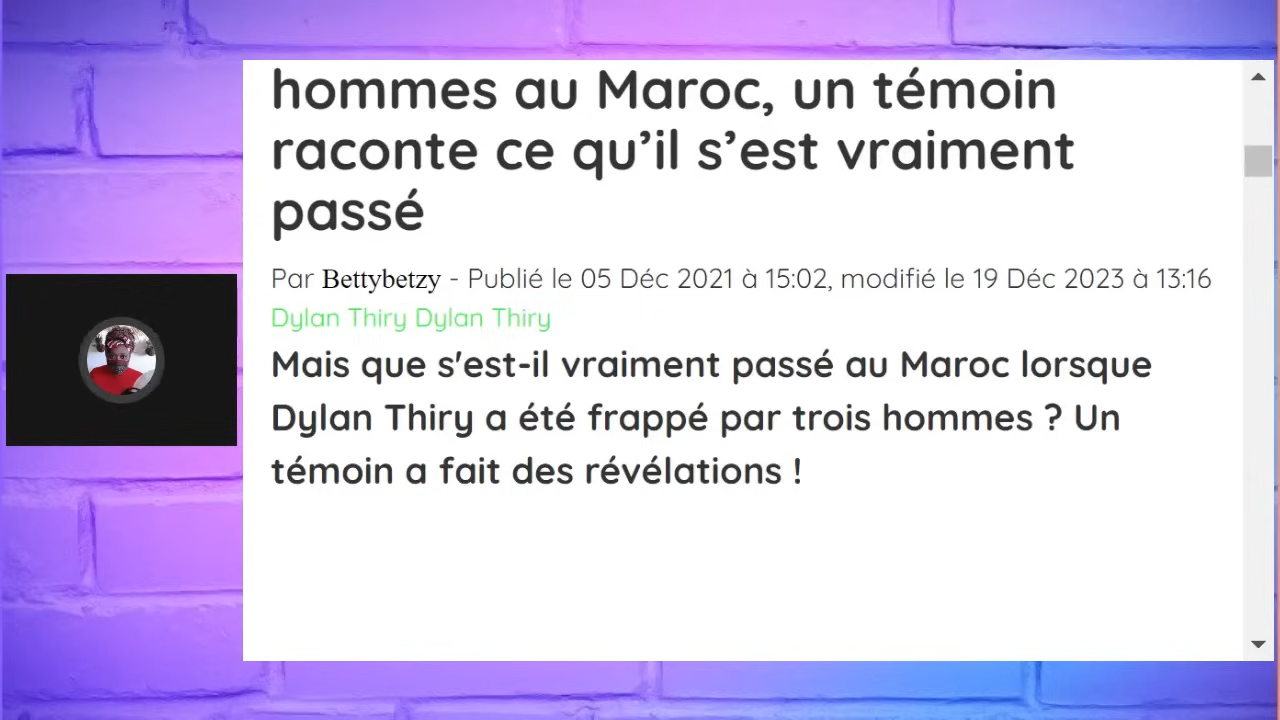 hommes au Maroc, un témoin
raconte ce qu’il s’est vraiment
passé
Par Bettybetzy - Publié le 05 Déc 2021 à 15:02, modifié le 19 Déc 2023 à 13:16
Dylan Thiry Dylan Thiry
Mais que s'est-il vraiment passé au Maroc lorsque
Dylan Thiry a été frappé par trois hommes ? Un
témoin a fait des révélations !